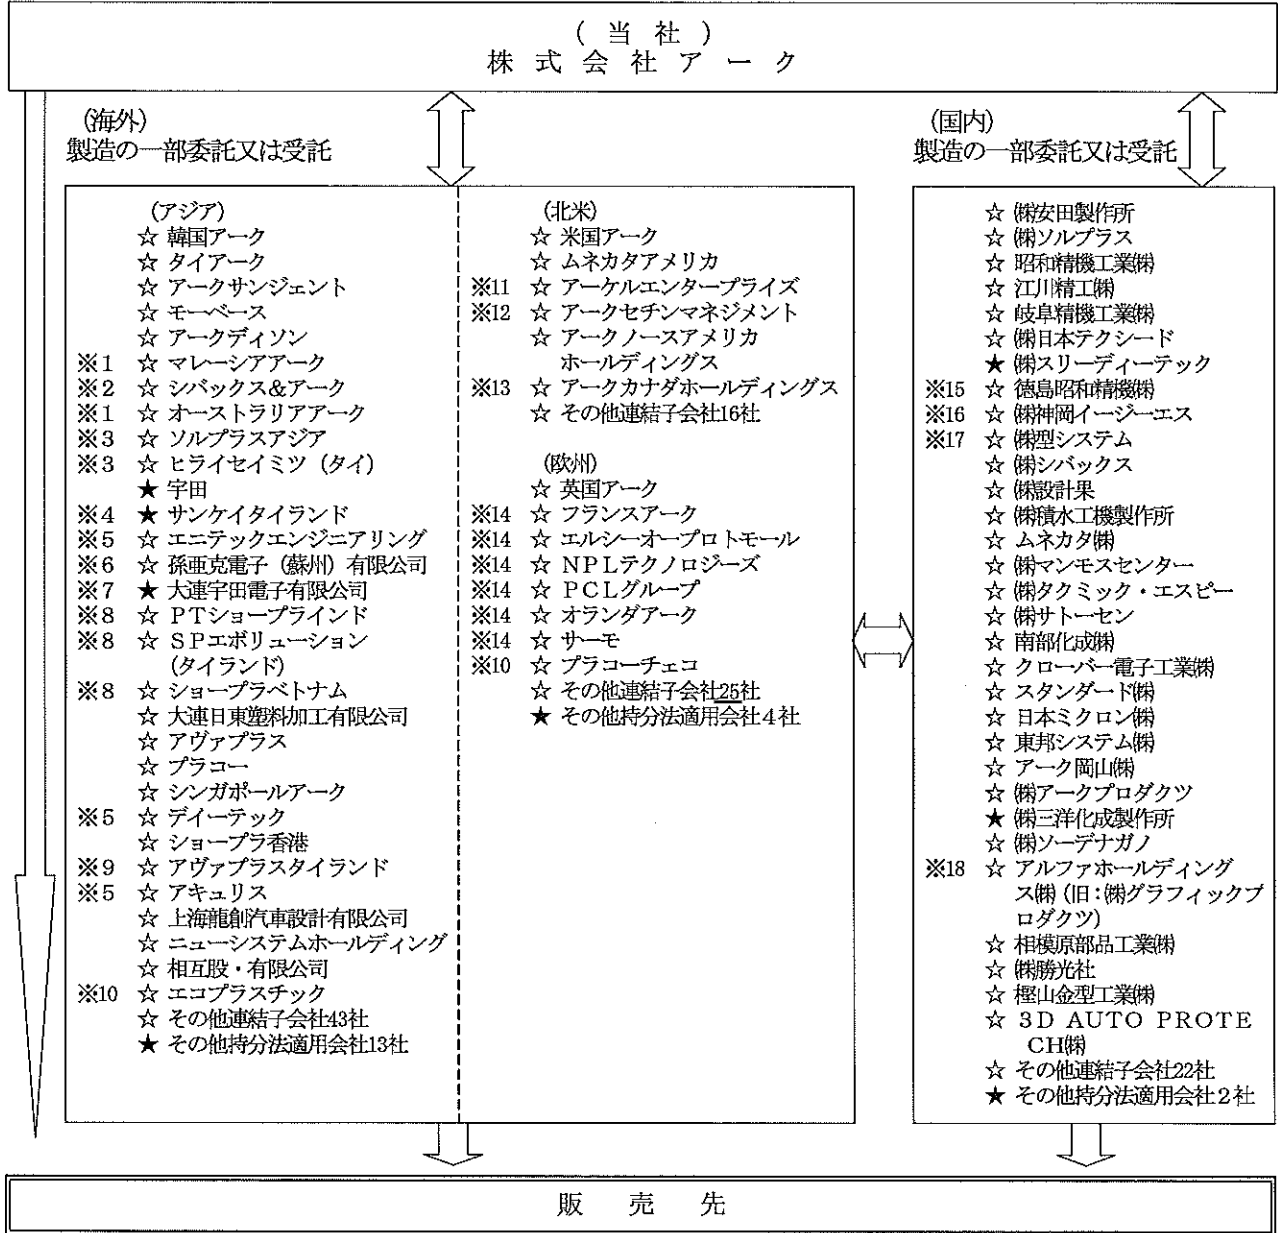 (当社)
株式会社アーク
(海外)
製造の一部委託又は受託
(アジア)
☆ 韓国アーク
☆ タイアーク
☆ アークサンジェント
☆ モーベース
☆ アークディソン
※1 ☆ マレーシアアーク
※2 ☆ シバックス&アーク
※1 ☆ オーストラリアアーク
※3 ☆ ソルプラスアジア
※3 ☆ ヒライセイミツ(タイ)
★ 宇田
※4 ★ サンケイタイランド
※5 ☆ エニテックエンジニアリング
※6 ☆ 孫亜克電子(蘇州)有限公司
※7 ★ 大連宇田電子有限公司
※8 ☆ PTショープラインド
※8 ☆ SPエボリューション
(タイランド)
※8 ☆ ショープラベトナム
☆ 大連日東塑料加工有限公司
☆ アヴァプラス
☆ プラコー
☆ シンガポールアーク
※5 ☆ デイーテック
☆ ショープラ香港
※9 ☆ アヴァプラスタイランド
※5 ☆ アキュリス
☆ 上海龍創汽車設計有限公司
☆ ニューシステムホールディング
☆ 相互股・有限公司
※10 ☆ エコプラスチック
☆ その他連結子会社43社
★ その他持分法適用会社13社
(北米)
☆ 米国アーク
☆ ムネカタアメリカ
※11 ☆ アーケルエンタープライズ
※12 ☆ アークセチンマネジメント
☆ アークノースアメリカ
ホールディングス
※13 ☆ アークカナダホールディングス
☆ その他連結子会社16社
(欧州)
☆ 英国アーク
※14 ☆ フランスアーク
※14 ☆ エルシーオープロトモール
※14 ☆ NPLテクノロジーズ
※14 ☆ PCLグループ
※14 ☆ オランダアーク
※14 ☆ サーモ
※10 ☆ プラコーチェコ
☆ その他連結子会社25社
★ その他持分法適用会社4社
(国内)
製造の一部委託又は受託
☆ ㈱安田製作所
☆ ㈱ソルプラス
☆ 昭和精機工業㈱
☆ 江川精工㈱
☆ 岐阜精機工業㈱
☆ ㈱日本テクシード
★ ㈱スリーディーテック
※15 ☆ 徳島昭和精機㈱
※16 ☆ ㈱神岡イージーエス
※17 ☆ ㈱型システム
☆ ㈱シバックス
☆ ㈱設計果
☆ ㈱積水工機製作所
☆ ムネカタ㈱
☆ ㈱マンモスセンター
☆ ㈱タクミック・エスピー
☆ ㈱サトーセン
☆ 南部化成㈱
☆ クローバー電子工業㈱
☆ スタンダード㈱
☆ 日本ミクロン㈱
☆ 東邦システム㈱
☆ アーク岡山㈱
☆ ㈱アークプロダクツ
★ ㈱三洋化成製作所
☆ ㈱ソーデナガノ
※18 ☆ アルファホールディング
ス㈱(旧:㈱グラフィックプ
ロダクツ)
☆ 相模原部品工業㈱
☆ ㈱勝光社
☆ 樫山金型工業㈱
☆ 3D AUTO PROTE
CH㈱
☆ その他連結子会社22社
★ その他持分法適用会社2社
販売先